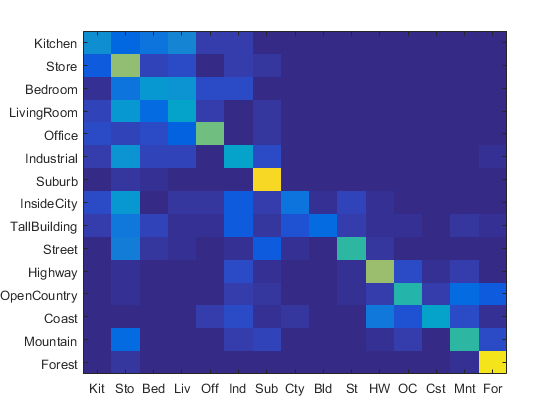 Kitchen
Store
Bedroom
LivingRoom
Office
Industrial
Suburb
InsideCity
TallBuilding
Street
Highway
OpenCountry
Coast
Mountain
Forest
Kit Sto Bed Liv Off Ind Sub Cty Bld St HW OC Cst Mnt For